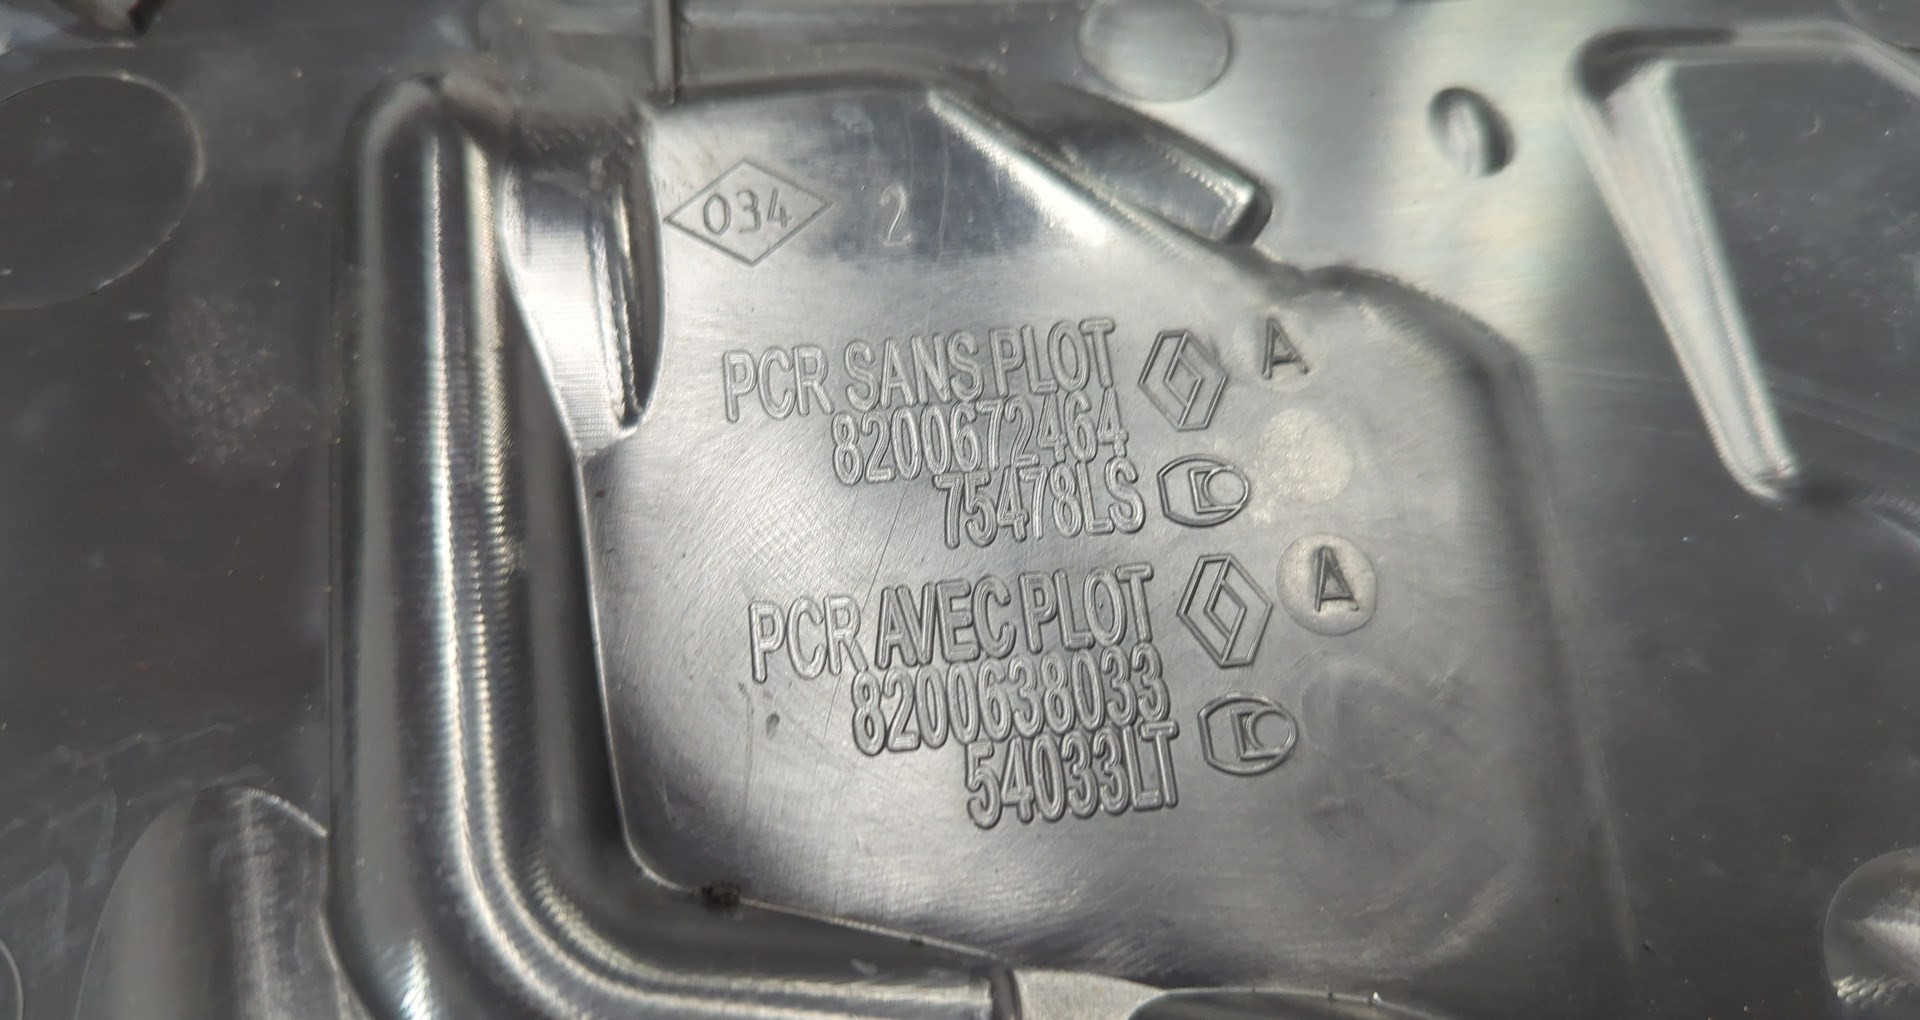 034 2
PCR SANS PLOT A
8200672464
75478LS
PCR AVEC PLOT A
8200638033
54033LT